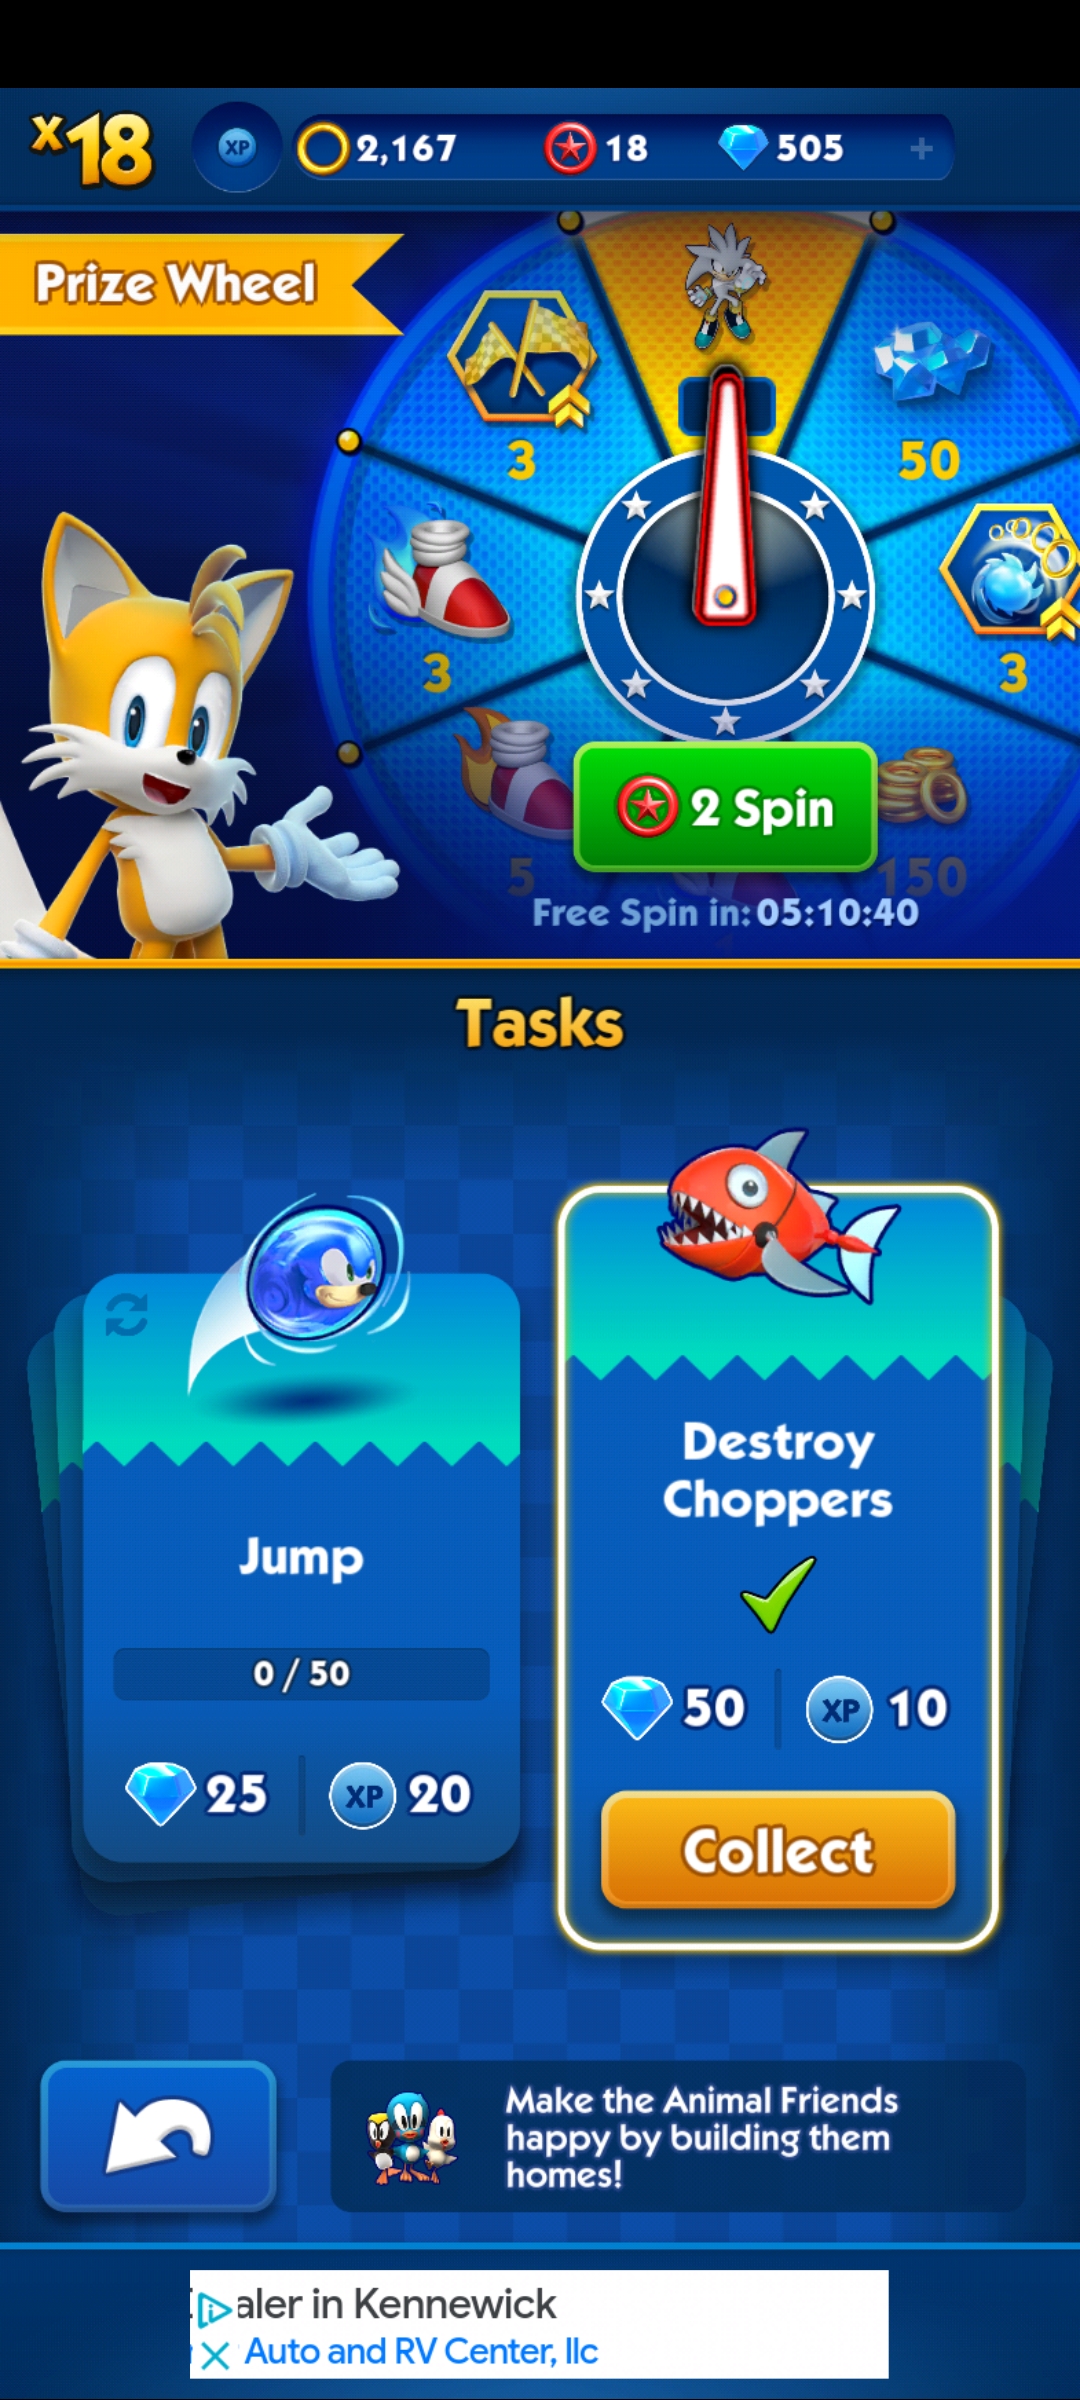 x18
XP
2,167
18
505
+
Prize Wheel
3
50
3
3
5
150
2 Spin
Free Spin in: 05:10:40
Tasks
Jump
0 / 50
25
XP 20
Destroy
Choppers
50
XP 10
Collect
Make the Animal Friends
happy by building them
homes!
aler in Kennewick
Auto and RV Center, llc